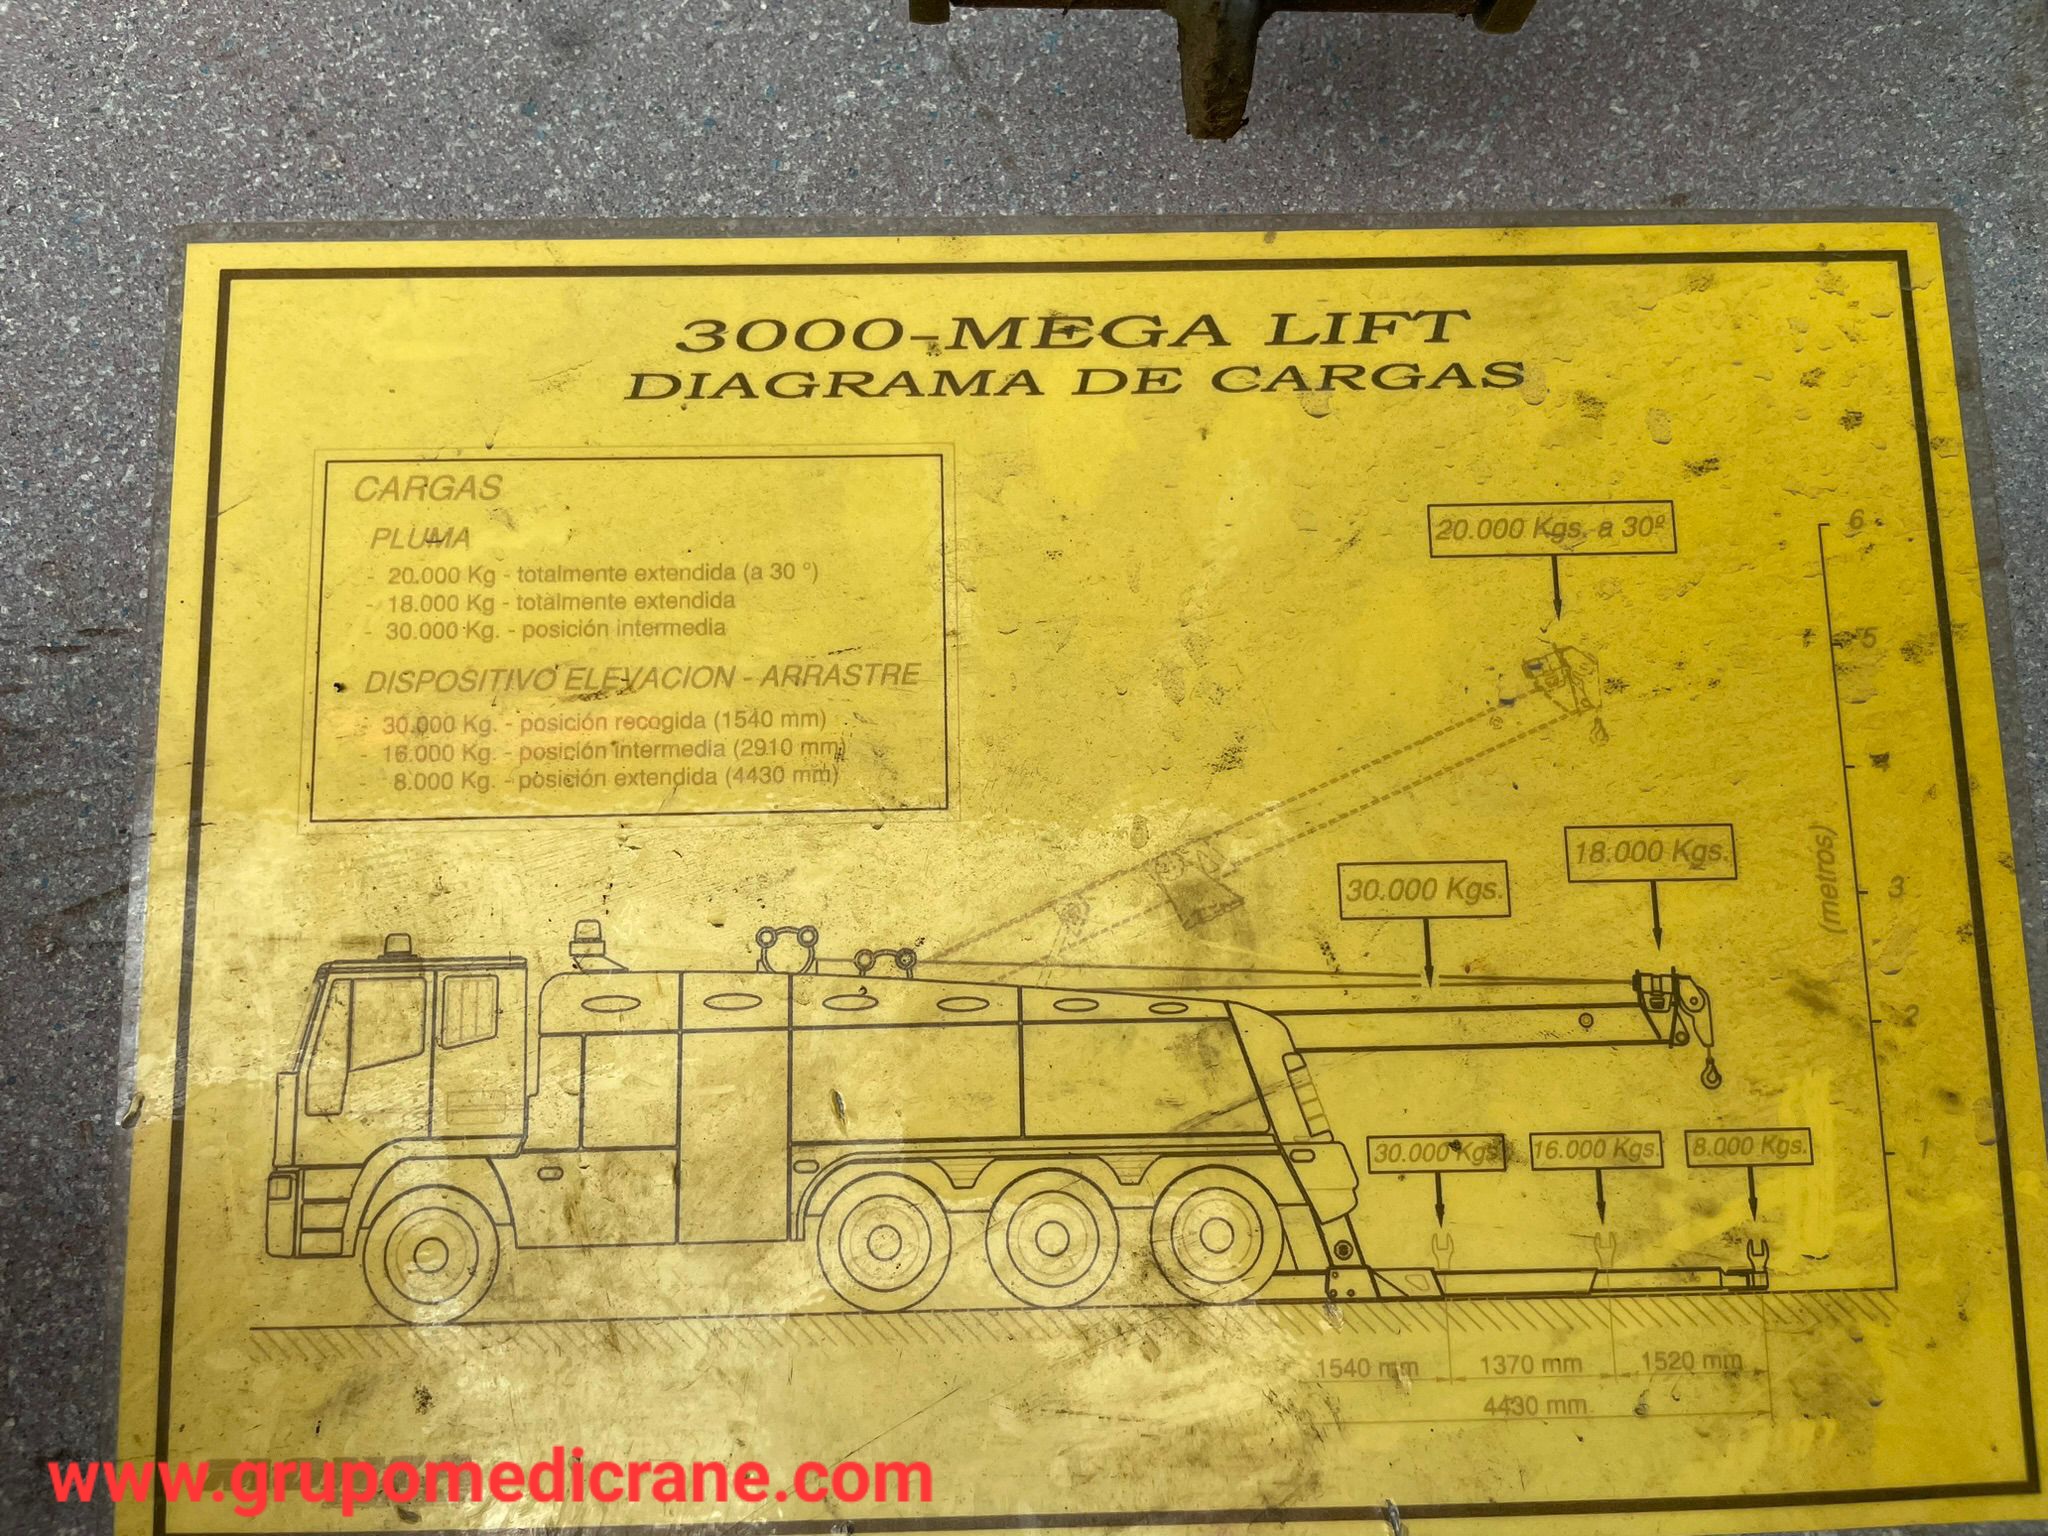 3000-MEGA LIFT
DIAGRAMA DE CARGAS
CARGAS
PLUMA
- 20.000 Kg - totalmente extendida (a 30 °)
- 18.000 Kg - totalmente extendida
- 30.000 Kg. - posición intermedia
DISPOSITIVO ELEVACION - ARRASTRE
- 30.000 Kg. - posición recogida (1540 mm)
- 16.000 Kg. - posición intermedia (2910 mm)
8.000 Kg. - posición extendida (4430 mm)
20.000 Kgs. a 30º
6
5
4
18.000 Kgs.
30.000 Kgs.
(metros)
3
2
1
30.000 Kgs.
16.000 Kgs.
8.000 Kgs.
1540 mm
1370 mm
1520 mm
4430 mm
www.grupomedicrane.com